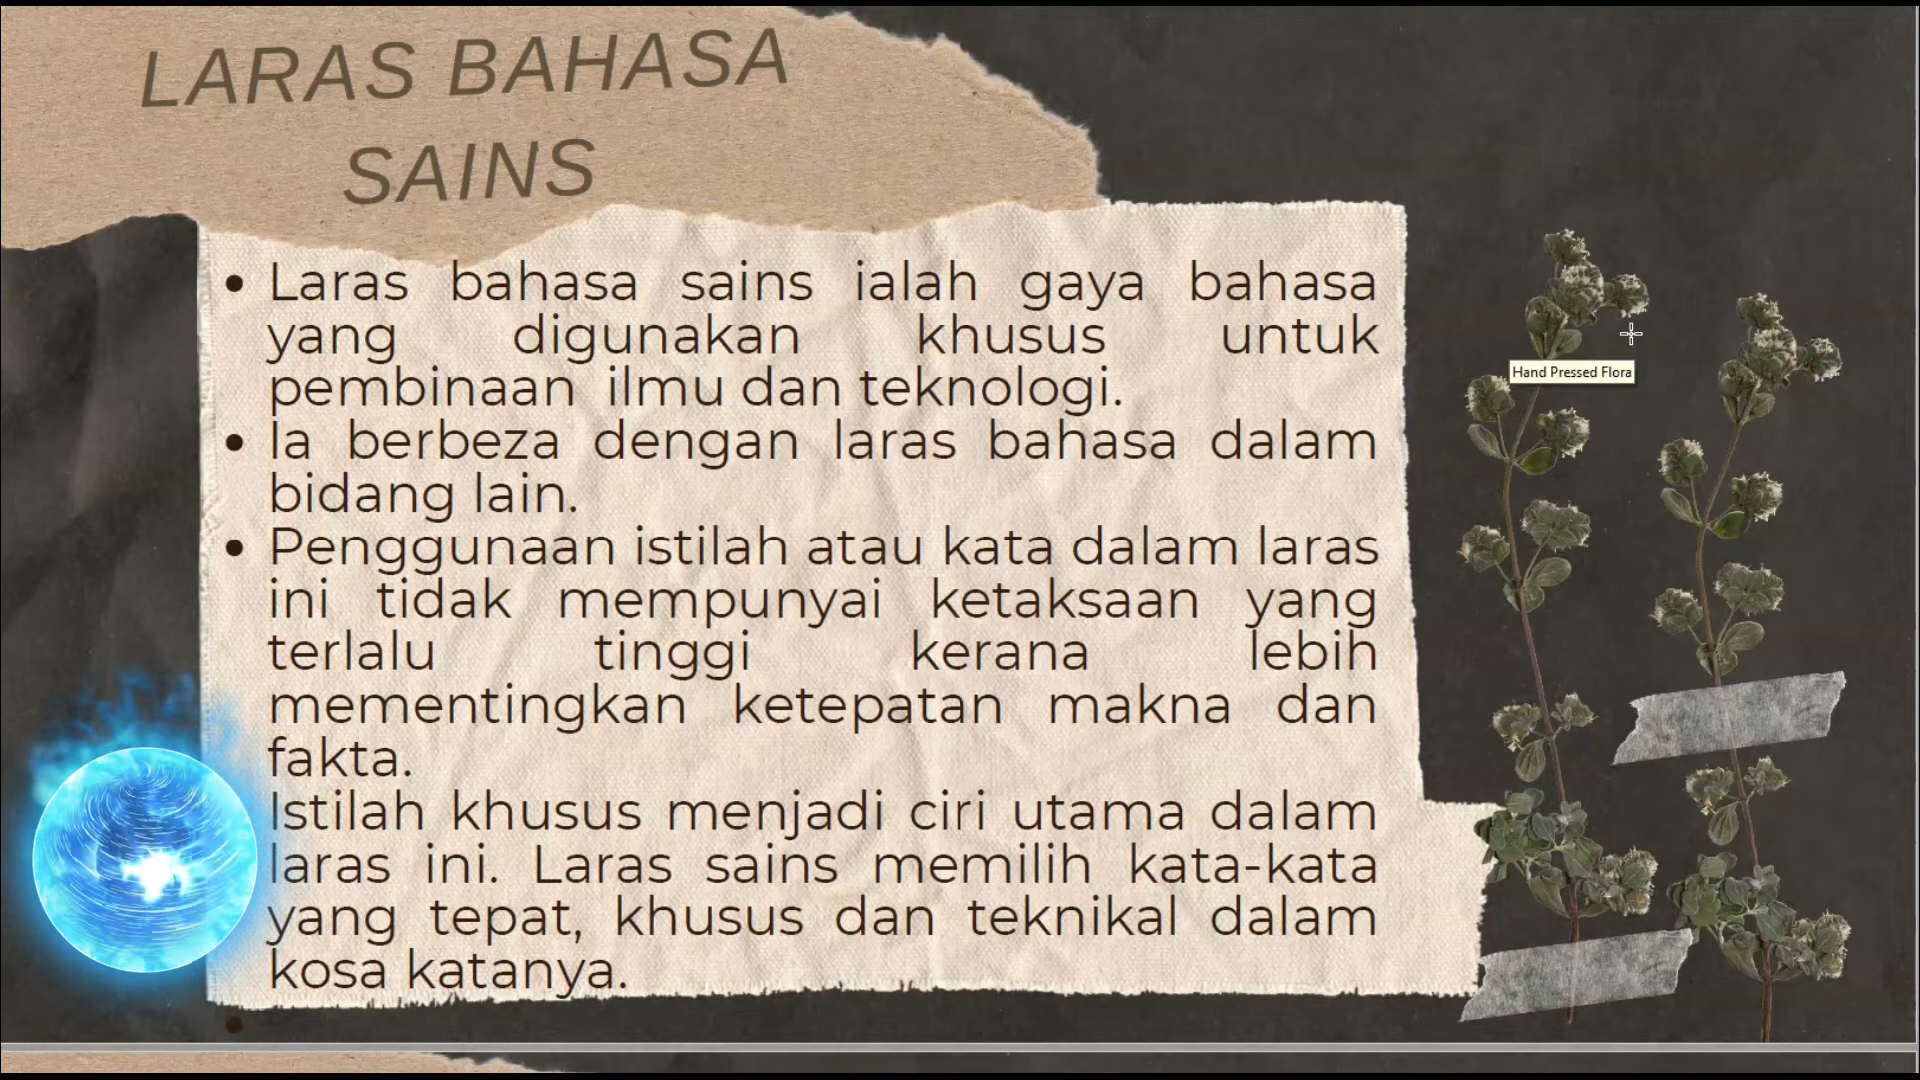 LARAS BAHASA
SAINS
• Laras bahasa sains ialah gaya bahasa
yang digunakan khusus untuk
pembinaan ilmu dan teknologi.
• Ia berbeza dengan laras bahasa dalam
bidang lain.
• Penggunaan istilah atau kata dalam laras
ini tidak mempunyai ketaksaan yang
terlalu tinggi kerana lebih
mementingkan ketepatan makna dan
fakta.
Istilah khusus menjadi ciri utama dalam
laras ini. Laras sains memilih kata-kata
yang tepat, khusus dan teknikal dalam
kosa katanya.
Hand Pressed Flora